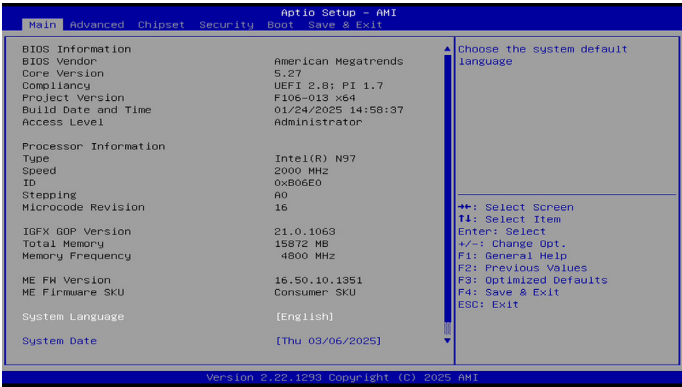 Aptio Setup - AMI
Main Advanced Chipset Security Boot Save & Exit
BIOS Information
BIOS Vendor American Megatrends
Core Version 5.27
Compliancy UEFI 2.8; PI 1.7
Project Version F106-013 x64
Build Date and Time 01/24/2025 14:58:37
Access Level Administrator
Processor Information
Type Intel(R) N97
Speed 2000 MHz
ID 0xB06E0
Stepping A0
Microcode Revision 16
IGFX GOP Version 21.0.1063
Total Memory 15872 MB
Memory Frequency 4800 MHz
ME FW Version 16.50.10.1351
ME Firmware SKU Consumer SKU
System Language [English]
System Date [Thu 03/06/2025]
Choose the system default
language
→←: Select Screen
↑↓: Select Item
Enter: Select
+/-: Change Opt.
F1: General Help
F2: Previous Values
F3: Optimized Defaults
F4: Save & Exit
ESC: Exit
Version 2.22.1293 Copyright (C) 2025 AMI